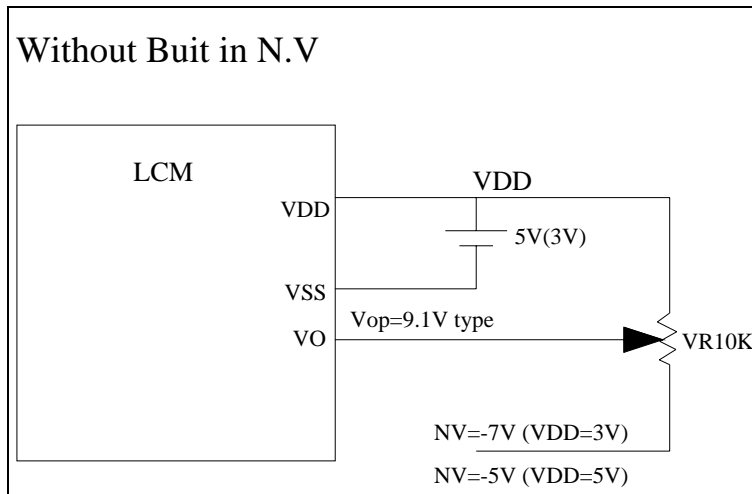 Without Buit in N.V
LCM
VDD
VDD
5V(3V)
VSS
Vop=9.1V type
VO
VR10K
NV=-7V (VDD=3V)
NV=-5V (VDD=5V)